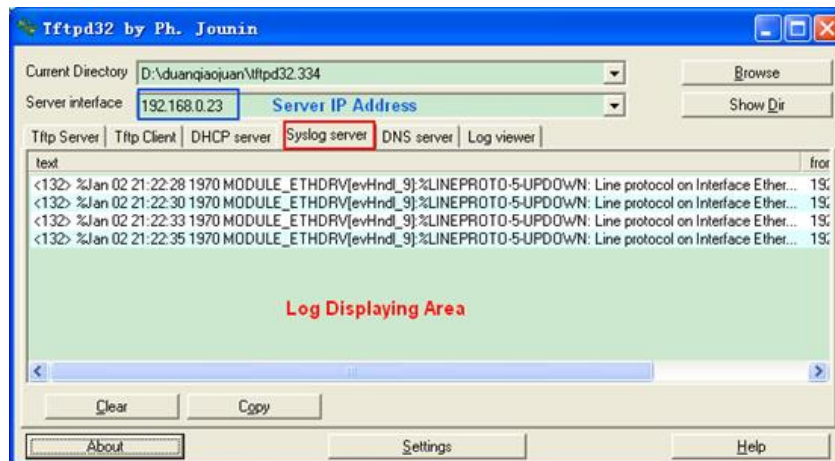 Tftpd32 by Ph. Jounin
Current Directory D:\duanqiaojuan\tftpd32.334 Browse
Server interface 192.168.0.23 Server IP Address Show Dir
Tftp Server Tftp Client DHCP server Syslog server DNS server Log viewer
text fror
<132> %Jan 02 21:22:28 1970 MODULE_ETHDRV[evHndl_9]:%LINEPROTO-5-UPDOWN: Line protocol on Interface Ether... 192
<132> %Jan 02 21:22:30 1970 MODULE_ETHDRV[evHndl_9]:%LINEPROTO-5-UPDOWN: Line protocol on Interface Ether... 192
<132> %Jan 02 21:22:33 1970 MODULE_ETHDRV[evHndl_9]:%LINEPROTO-5-UPDOWN: Line protocol on Interface Ether... 192
<132> %Jan 02 21:22:35 1970 MODULE_ETHDRV[evHndl_9]:%LINEPROTO-5-UPDOWN: Line protocol on Interface Ether... 192
Log Displaying Area
Clear Copy
About Settings Help